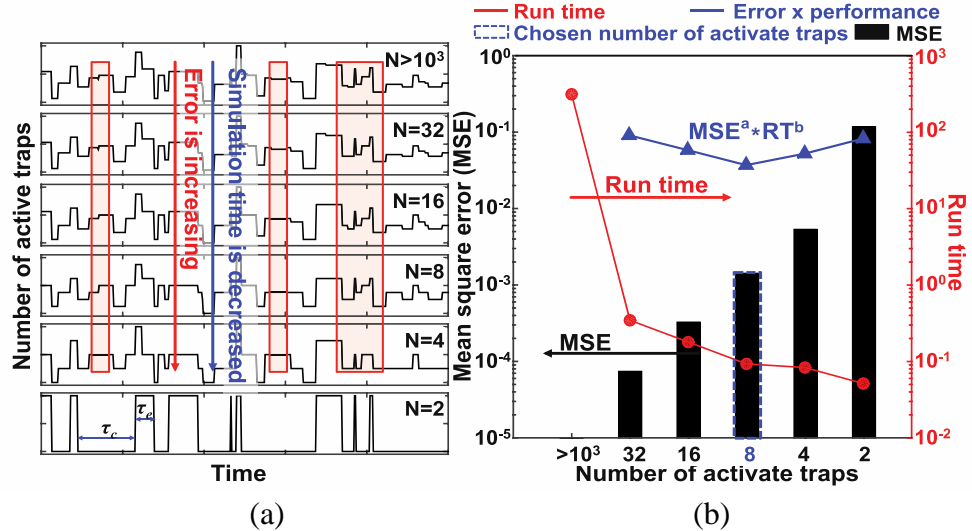 (a)
Number of active traps
N>10³
N=32
N=16
N=8
N=4
N=2
Error is increasing
Simulation time is decreased
τc
τe
Time
(a)
(b)
Run time
Error x performance
Chosen number of activate traps
MSE
Mean square error (MSE)
10⁰
10⁻¹
10⁻²
10⁻³
10⁻⁴
10⁻⁵
MSEᵃ*RTᵇ
Run time
MSE
10³
10²
10¹
10⁰
10⁻¹
10⁻²
Run time
>10³ 32 16 8 4 2
Number of activate traps
(b)